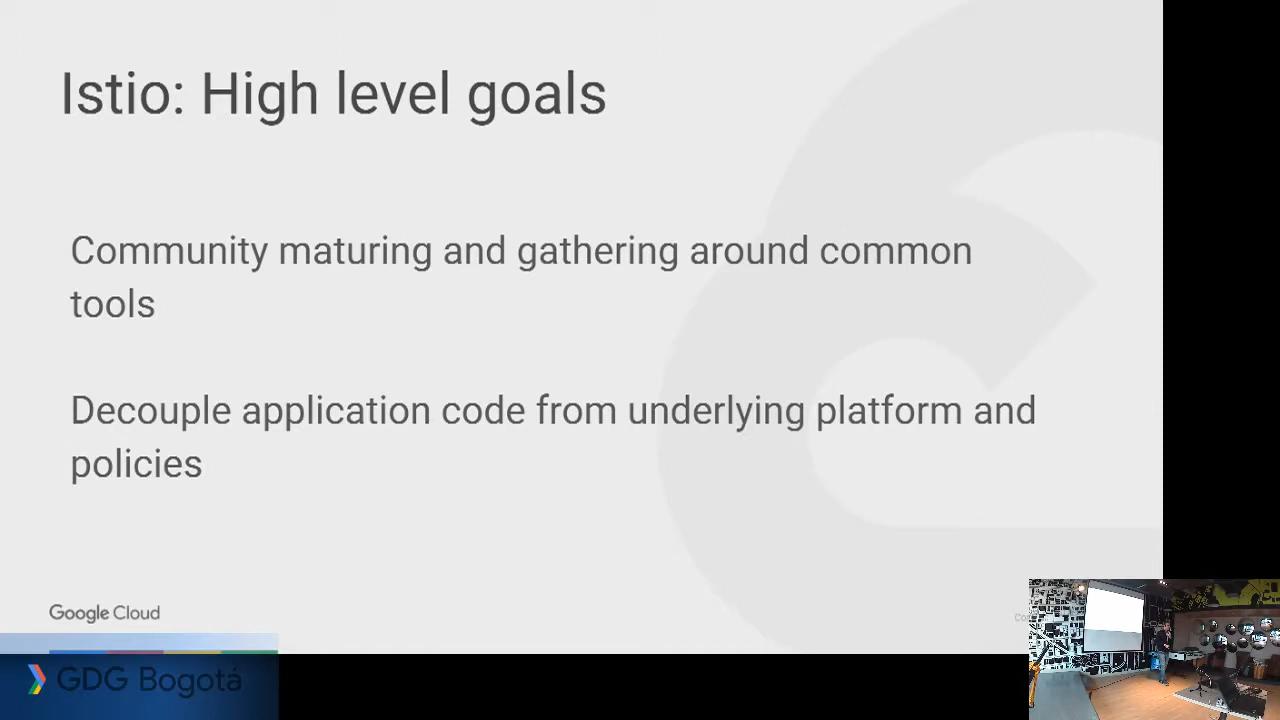 Istio: High level goals
Community maturing and gathering around common
tools
Decouple application code from underlying platform and
policies
Google Cloud
GDG Bogotá